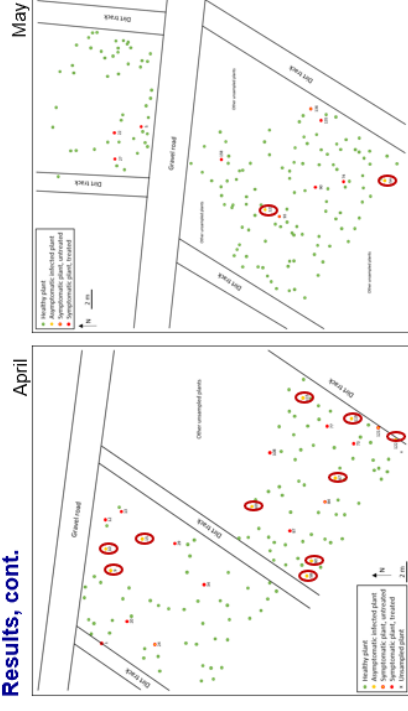 Results, cont.
April
Gravel road
Dirt track
Dirt track
Dirt track
Other unsampled plants
Healthy plant
Asymptomatic infected plant
Symptomatic plant, untreated
Symptomatic plant, treated
Unsampled plant
N
2 m
May
Dirt track
Dirt track
Gravel road
Dirt track
Dirt track
Other unsampled plants
Other unsampled plants
Other unsampled plants
Healthy plant
Asymptomatic infected plant
Symptomatic plant, untreated
Symptomatic plant, treated
N
2 m